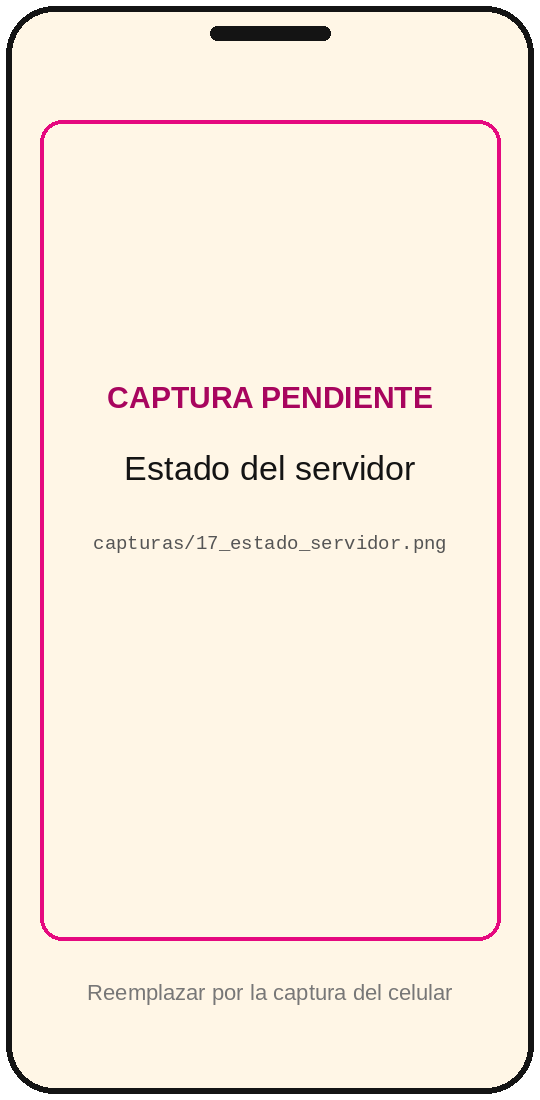 CAPTURA PENDIENTE
Estado del servidor
capturas/17_estado_servidor.png
Reemplazar por la captura del celular